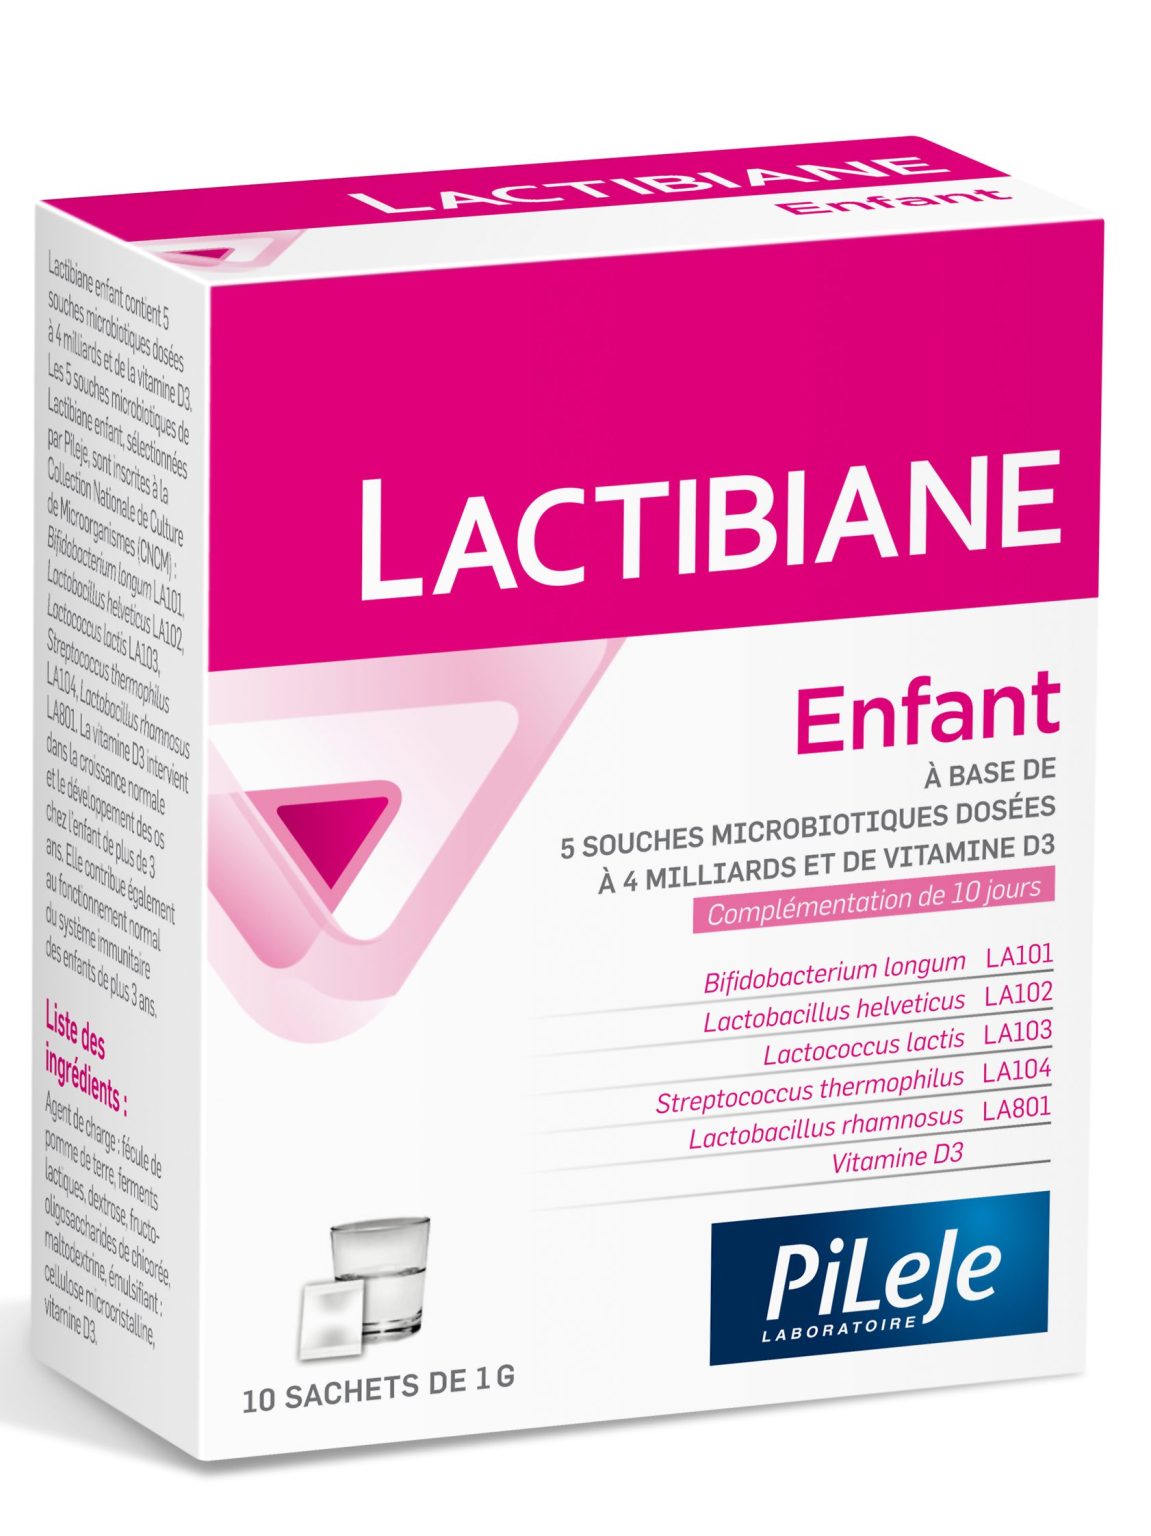 LACTIBIANE
Enfant
LACTIBIANE
Enfant
À BASE DE
5 SOUCHES MICROBIOTIQUES DOSÉES
À 4 MILLIARDS ET DE VITAMINE D3
Complémentation de 10 jours
Bifidobacterium longum LA101
Lactobacillus helveticus LA102
Lactococcus lactis LA103
Streptococcus thermophilus LA104
Lactobacillus rhamnosus LA801
Vitamine D3
PiLeJe
LABORATOIRE
10 SACHETS DE 1 G
Lactibiane enfant contient 5
souches microbiotiques dosées
à 4 milliards et de la vitamine D3.
Les 5 souches microbiotiques de
Lactibiane enfant, sélectionnées
par Pileje, sont inscrites à la
Collection Nationale de Culture
de Microorganismes (CNCM) :
Bifidobacterium longum LA101,
Lactobacillus helveticus LA102,
Lactococcus lactis LA103,
Streptococcus thermophilus
LA104, Lactobacillus rhamnosus
LA801. La vitamine D3 intervient
dans la croissance normale
et le développement des os
chez l'enfant de plus de 3
ans. Elle contribue également
au fonctionnement normal
du système immunitaire
des enfants de plus 3 ans.
Liste des
ingrédients :
Agent de charge : fécule de
pomme de terre, ferments
lactiques, dextrose, fructo-
oligosaccharides de chicorée,
maltodextrine, émulsifiant :
cellulose microcristalline,
vitamine D3.